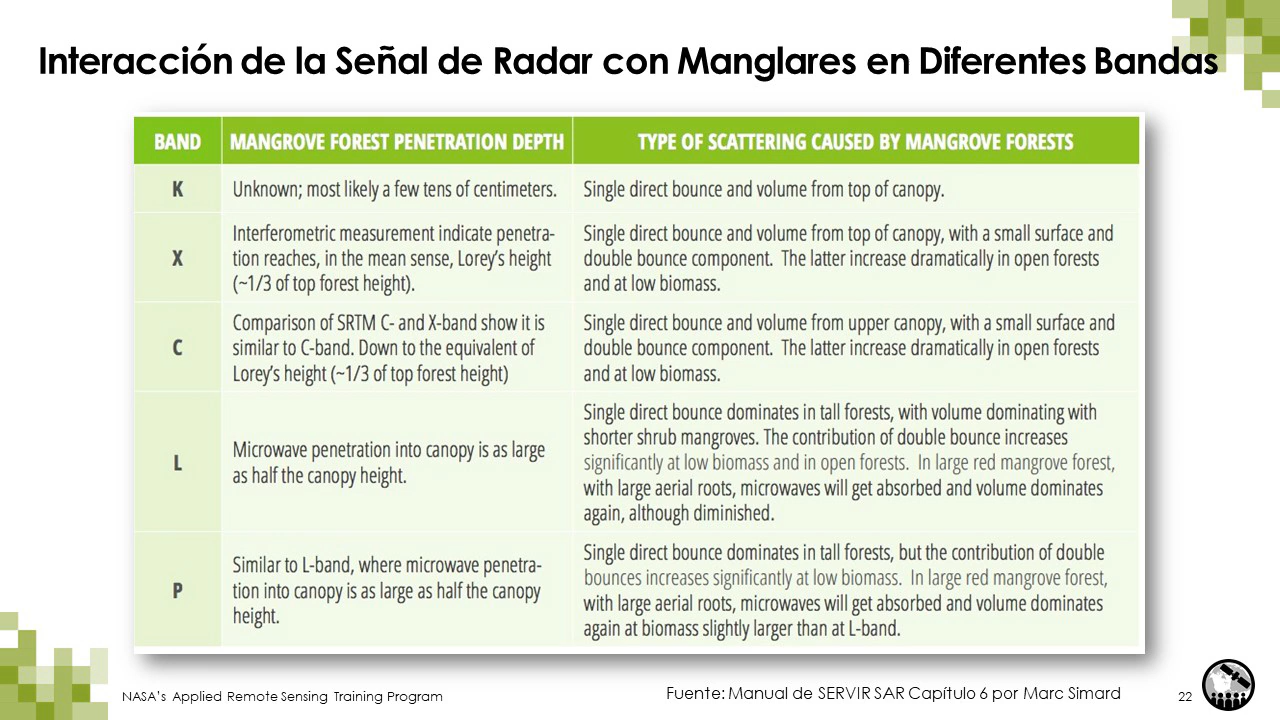 Interacción de la Señal de Radar con Manglares en Diferentes Bandas
BAND
MANGROVE FOREST PENETRATION DEPTH
TYPE OF SCATTERING CAUSED BY MANGROVE FORESTS
K
Unknown; most likely a few tens of centimeters.
Single direct bounce and volume from top of canopy.
X
Interferometric measurement indicate penetra-
tion reaches, in the mean sense, Lorey's height
(~1/3 of top forest height).
Single direct bounce and volume from top of canopy, with a small surface and
double bounce component. The latter increase dramatically in open forests
and at low biomass.
C
Comparison of SRTM C- and X-band show it is
similar to C-band. Down to the equivalent of
Lorey's height (~1/3 of top forest height)
Single direct bounce and volume from upper canopy, with a small surface and
double bounce component. The latter increase dramatically in open forests
and at low biomass.
L
Microwave penetration into canopy is as large
as half the canopy height.
Single direct bounce dominates in tall forests, with volume dominating with
shorter shrub mangroves. The contribution of double bounce increases
significantly at low biomass and in open forests. In large red mangrove forest,
with large aerial roots, microwaves will get absorbed and volume dominates
again, although diminished.
P
Similar to L-band, where microwave penetra-
tion into canopy is as large as half the canopy
height.
Single direct bounce dominates in tall forests, but the contribution of double
bounces increases significantly at low biomass. In large red mangrove forest,
with large aerial roots, microwaves will get absorbed and volume dominates
again at biomass slightly larger than at L-band.
NASA's Applied Remote Sensing Training Program
Fuente: Manual de SERVIR SAR Capítulo 6 por Marc Simard
22